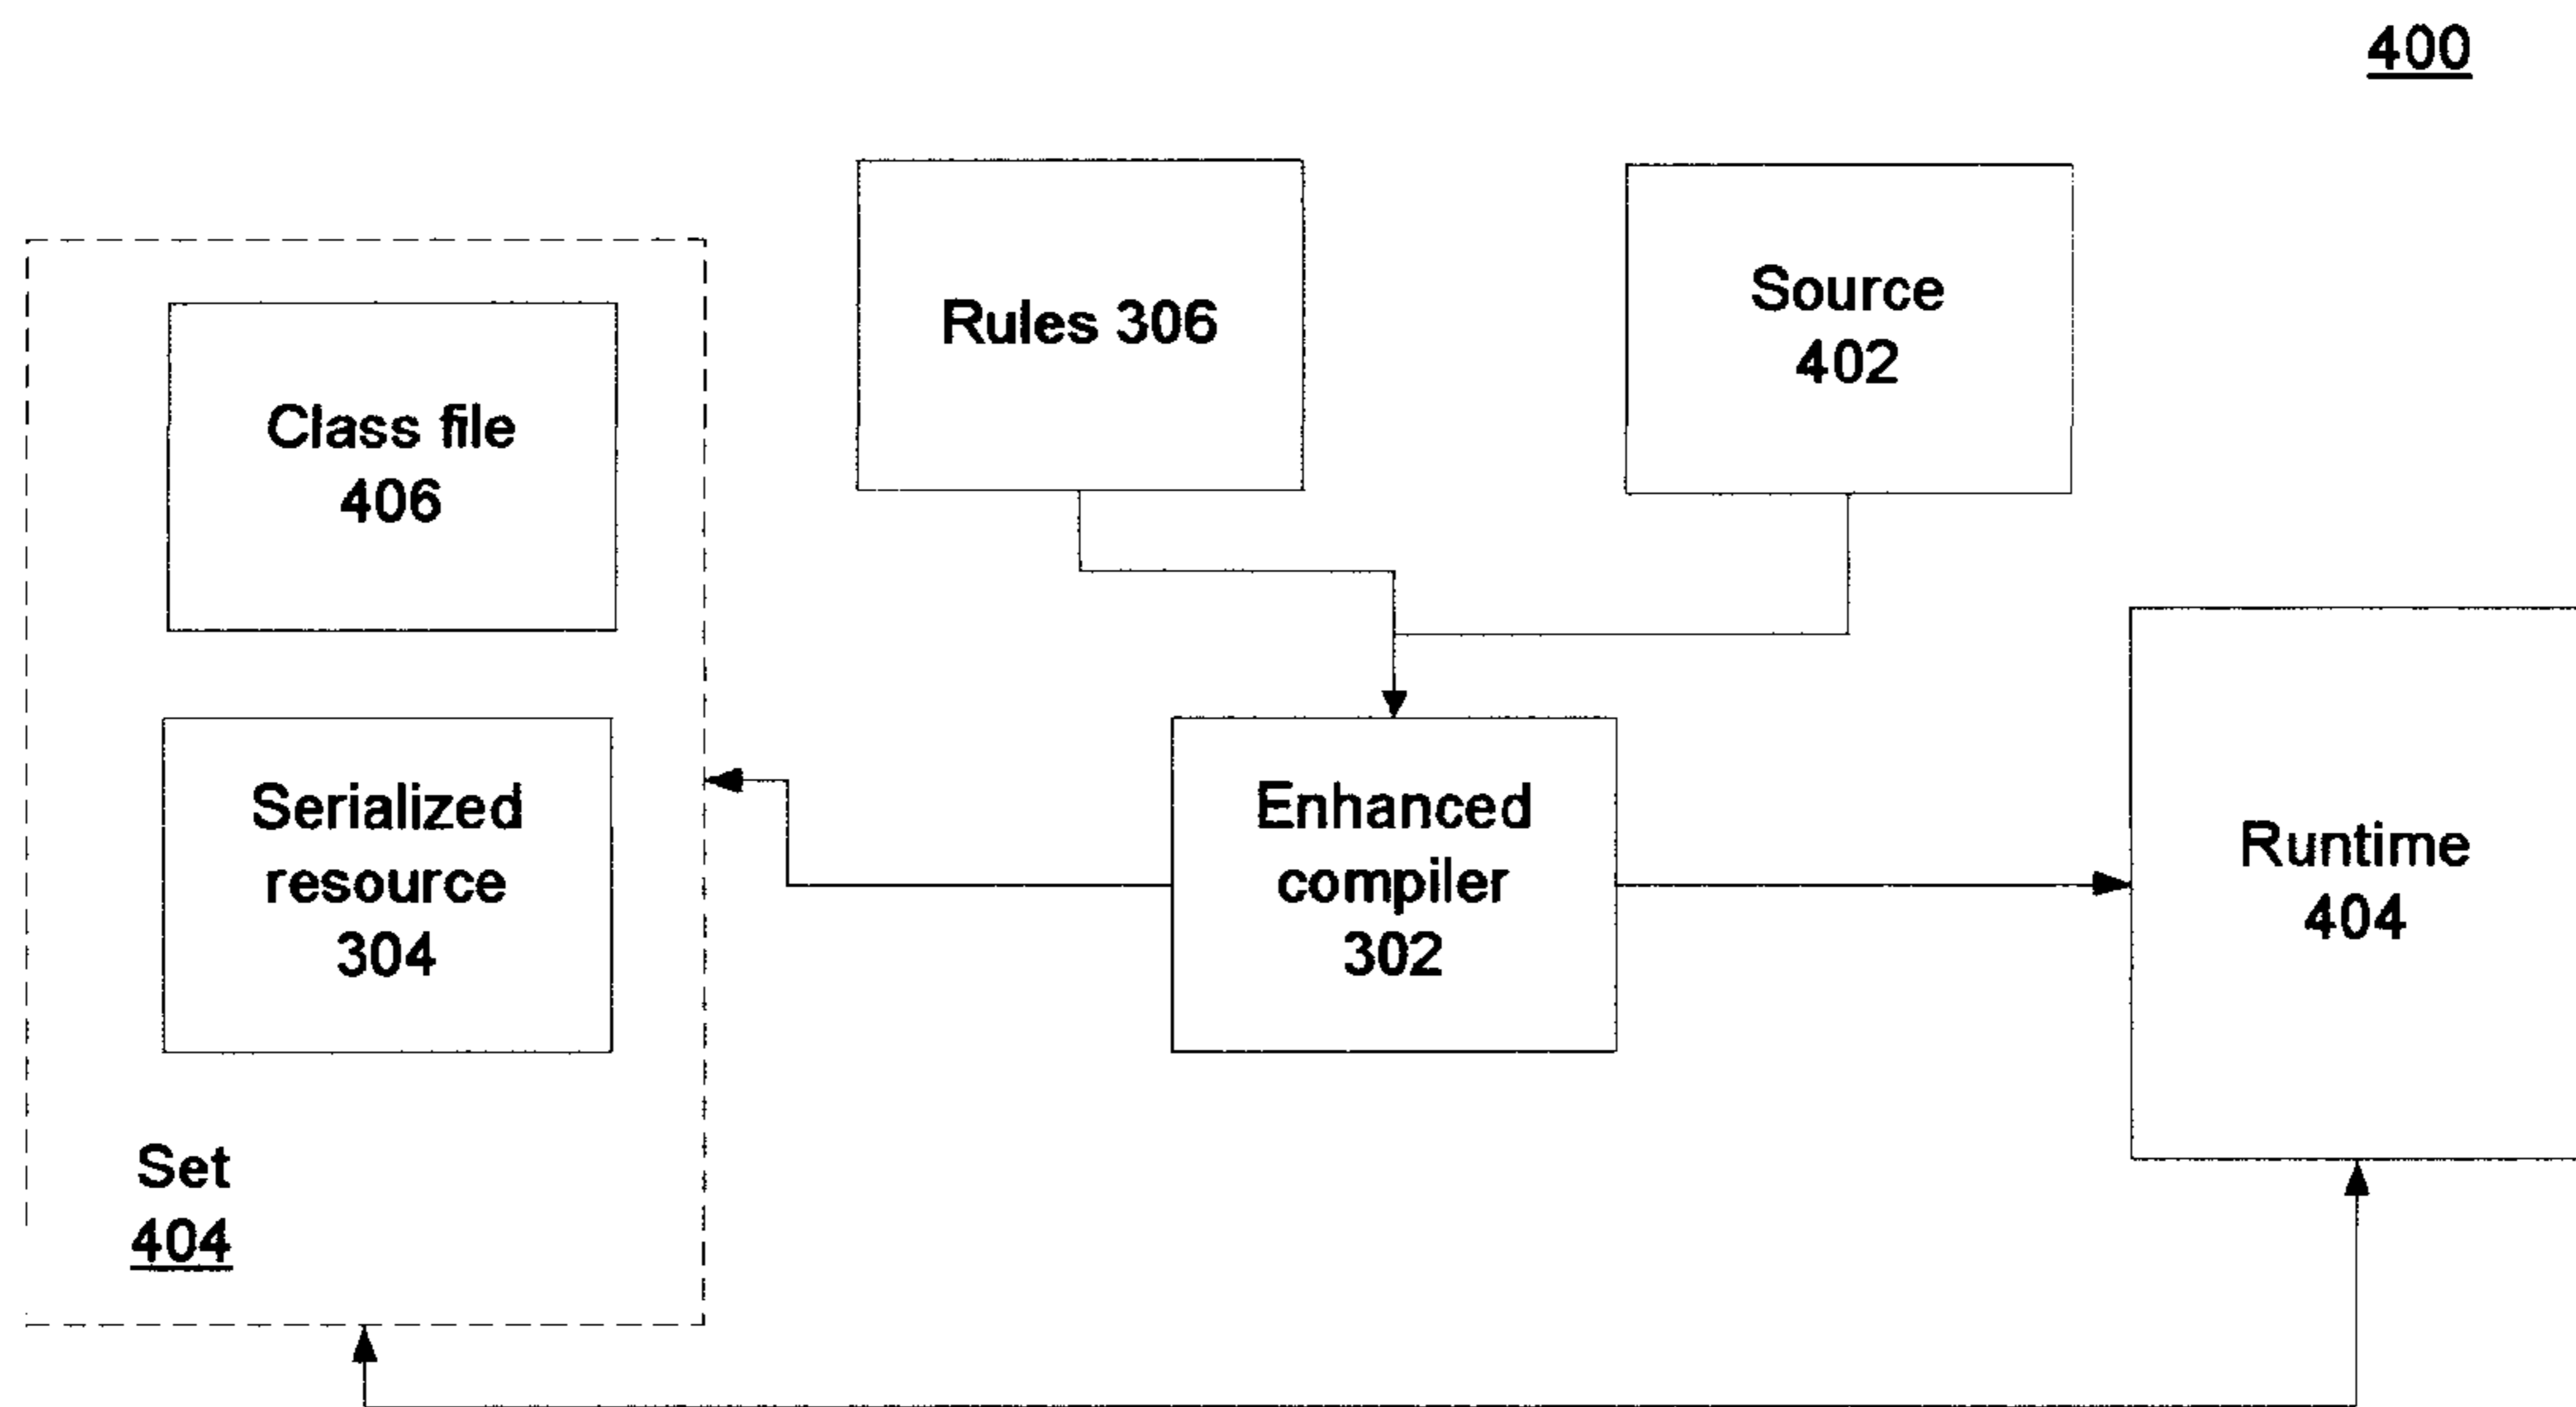 400
Rules 306
Source
402
Class file
406
Serialized
resource
304
Enhanced
compiler
302
Runtime
404
Set
404